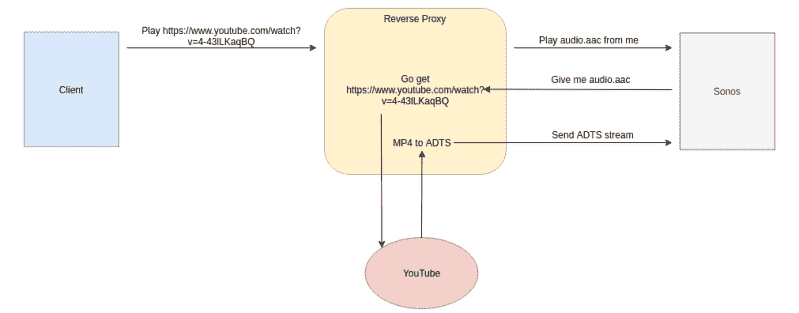 Reverse Proxy
Play https://www.youtube.com/watch?
v=4-43lLKaqBQ
Play audio.aac from me
Client
Go get
https://www.youtube.com/watch?
v=4-43lLKaqBQ
Give me audio.aac
Sonos
MP4 to ADTS
Send ADTS stream
YouTube